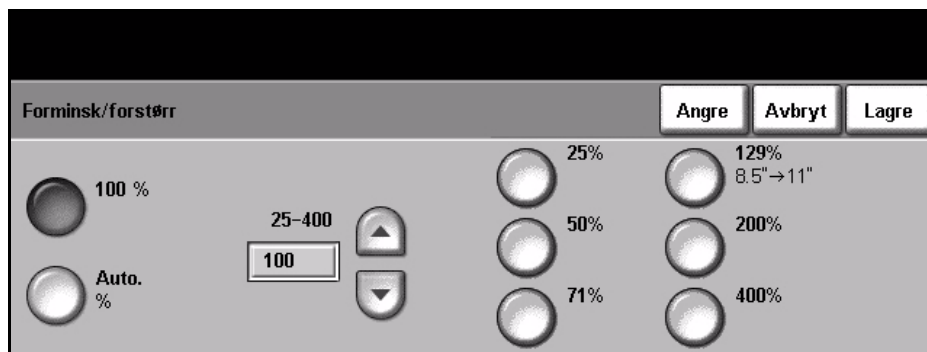 Forminsk/forstørr
Angre
Avbryt
Lagre
100 %
Auto.
%
25-400
100
25%
50%
71%
129%
8.5"→11"
200%
400%